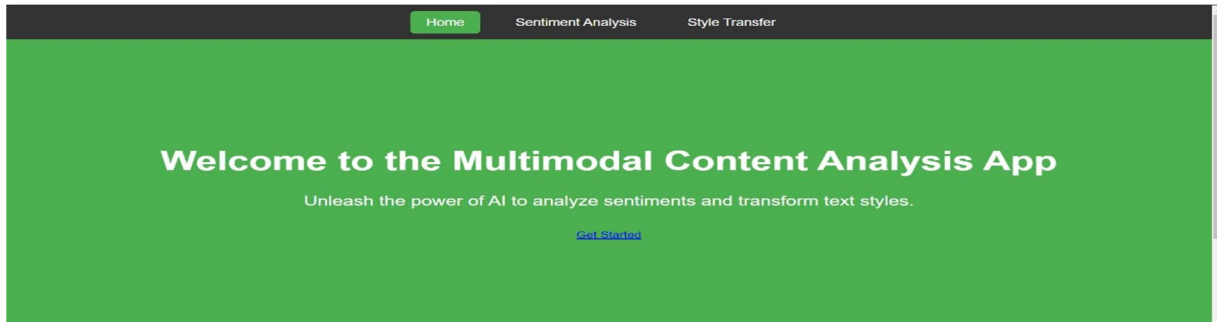 Home Sentiment Analysis Style Transfer
Welcome to the Multimodal Content Analysis App
Unleash the power of AI to analyze sentiments and transform text styles.
Get Started